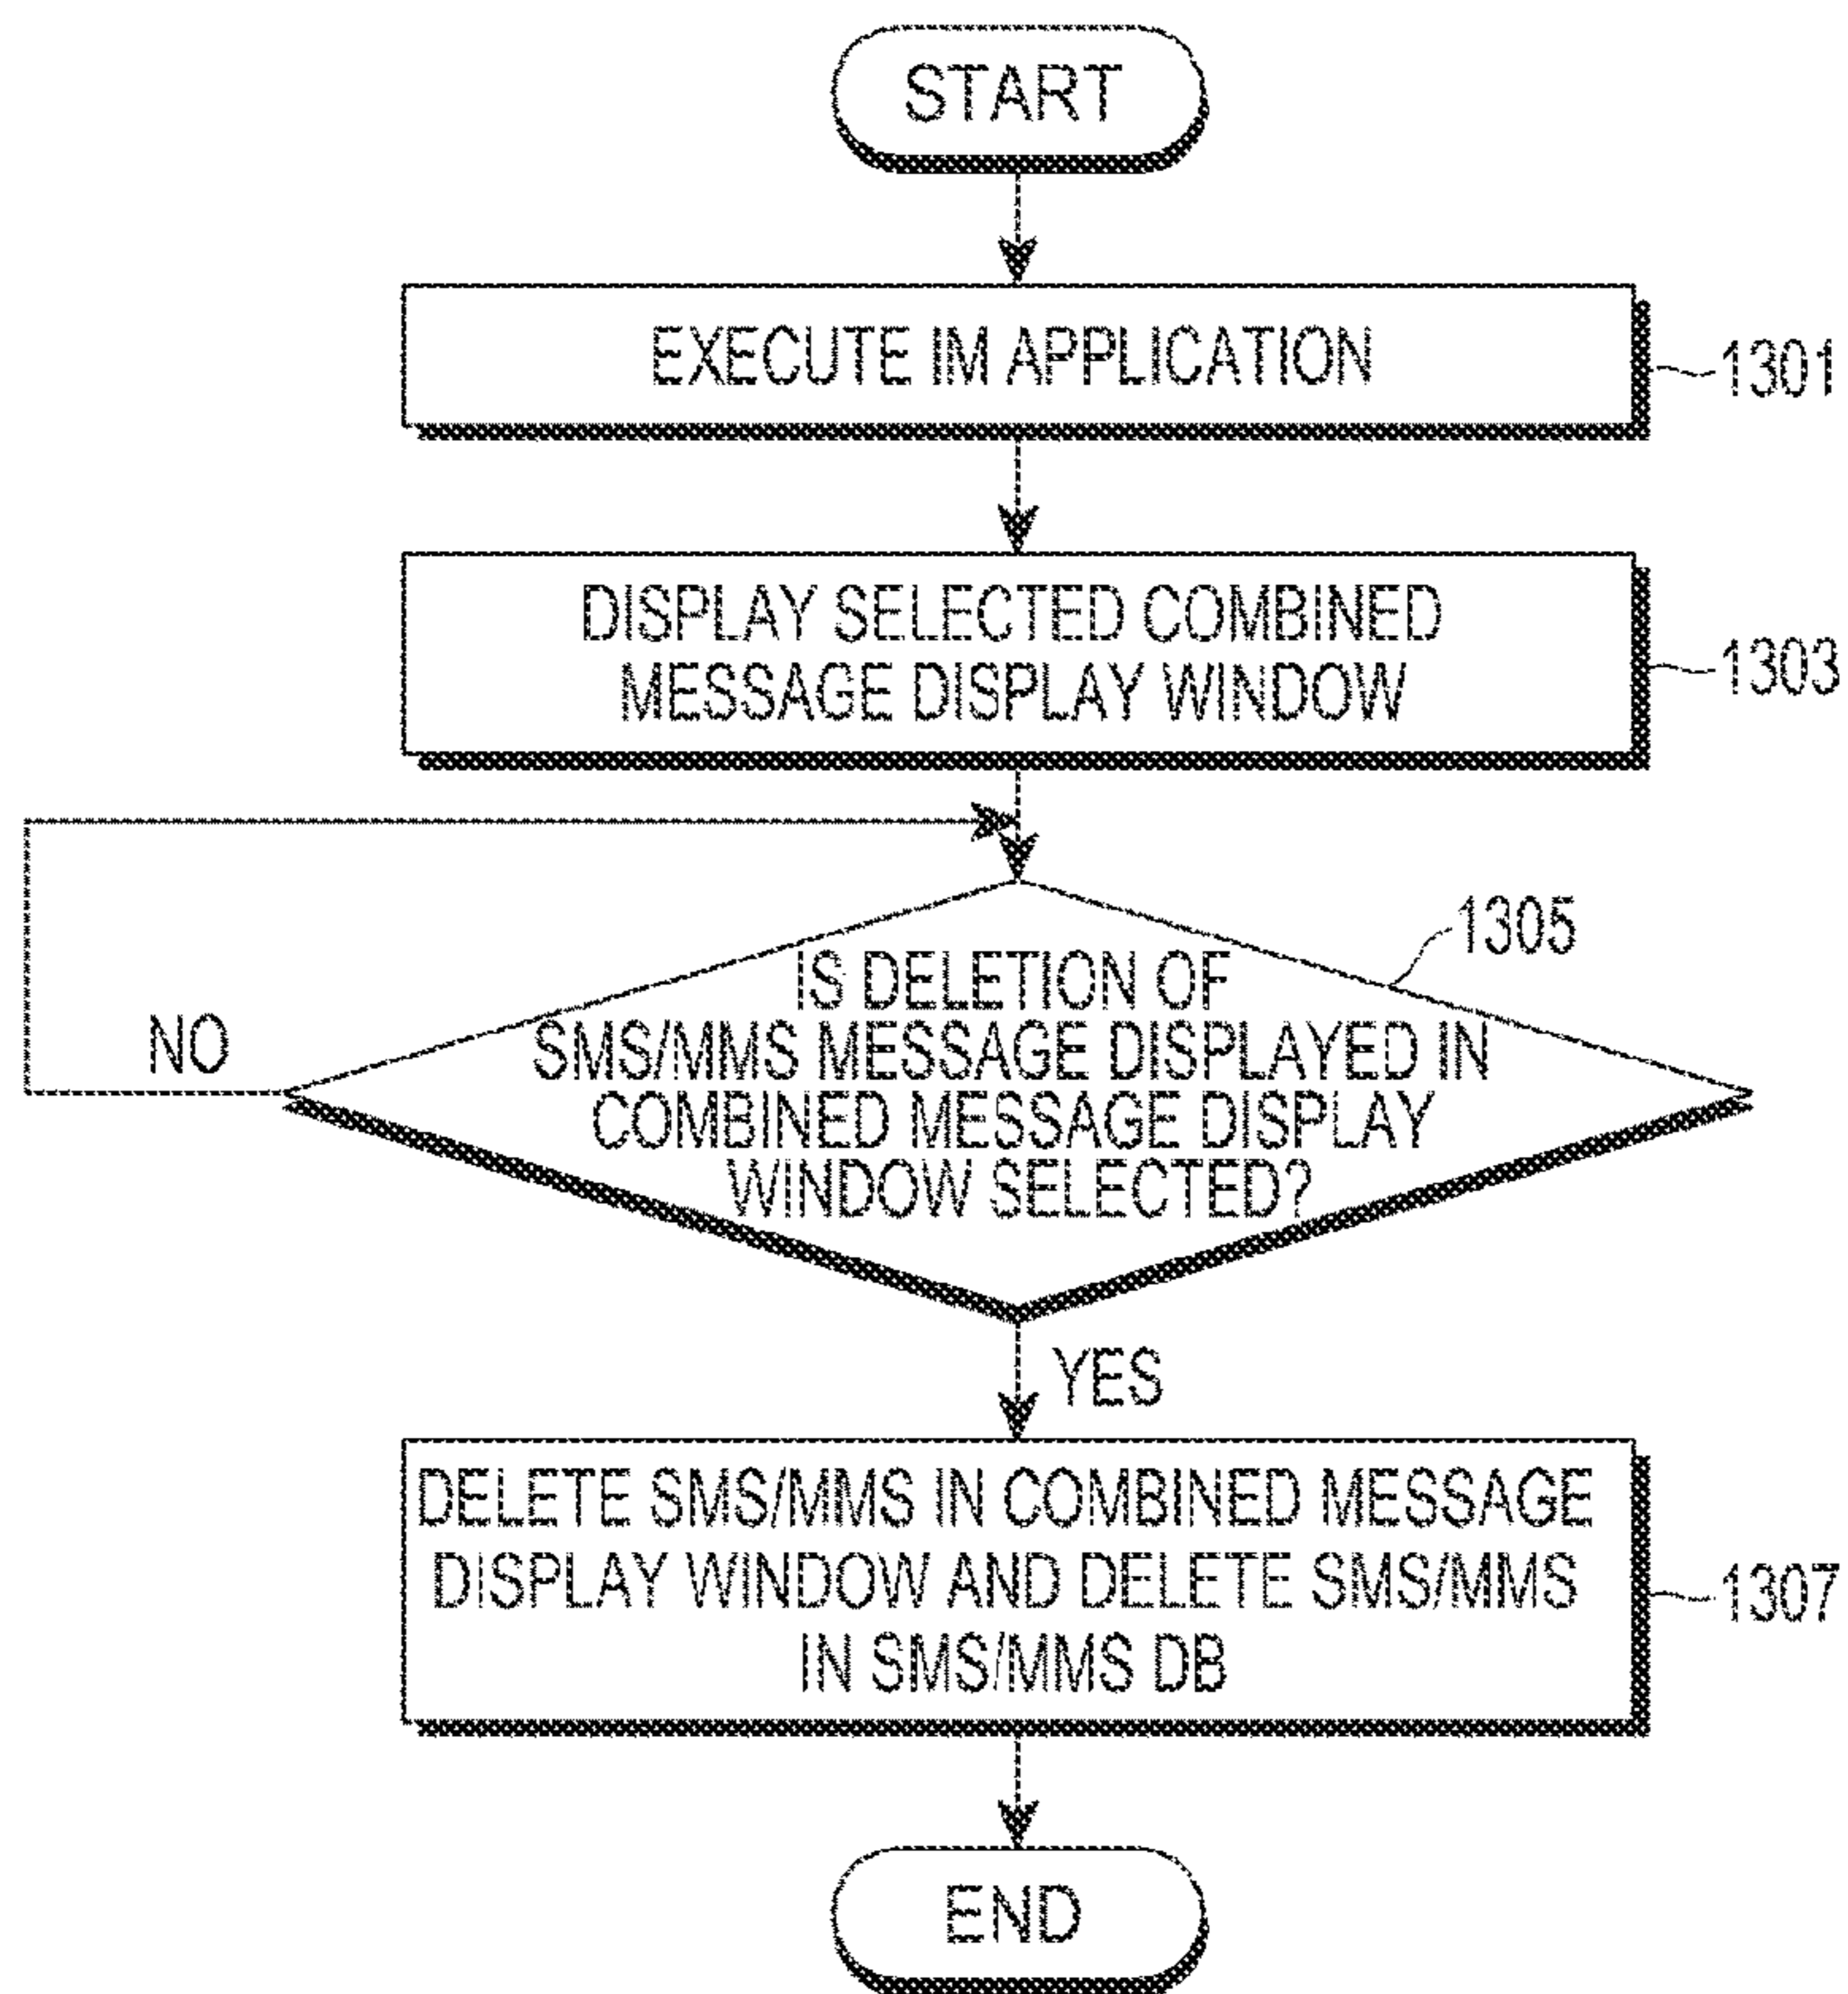 START
EXECUTE IM APPLICATION
1301
DISPLAY SELECTED COMBINED
MESSAGE DISPLAY WINDOW
1303
1305
IS DELETION OF
SMS/MMS MESSAGE DISPLAYED IN
COMBINED MESSAGE DISPLAY
WINDOW SELECTED?
NO
YES
DELETE SMS/MMS IN COMBINED MESSAGE
DISPLAY WINDOW AND DELETE SMS/MMS
IN SMS/MMS DB
1307
END